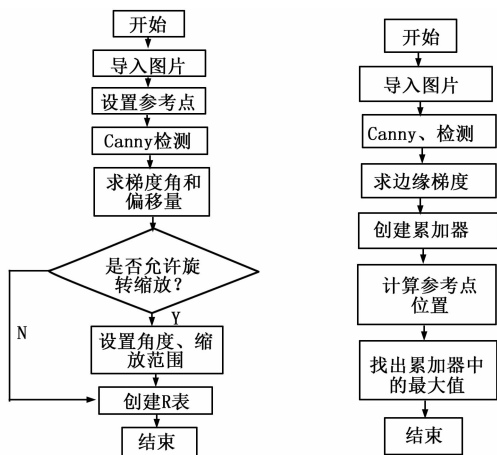 开始
导入图片
设置参考点
Canny检测
求梯度角和
偏移量
是否允许旋
转缩放？
N
Y
设置角度、缩
放范围
创建R表
结束
开始
导入图片
Canny、检测
求边缘梯度
创建累加器
计算参考点
位置
找出累加器中
的最大值
结束